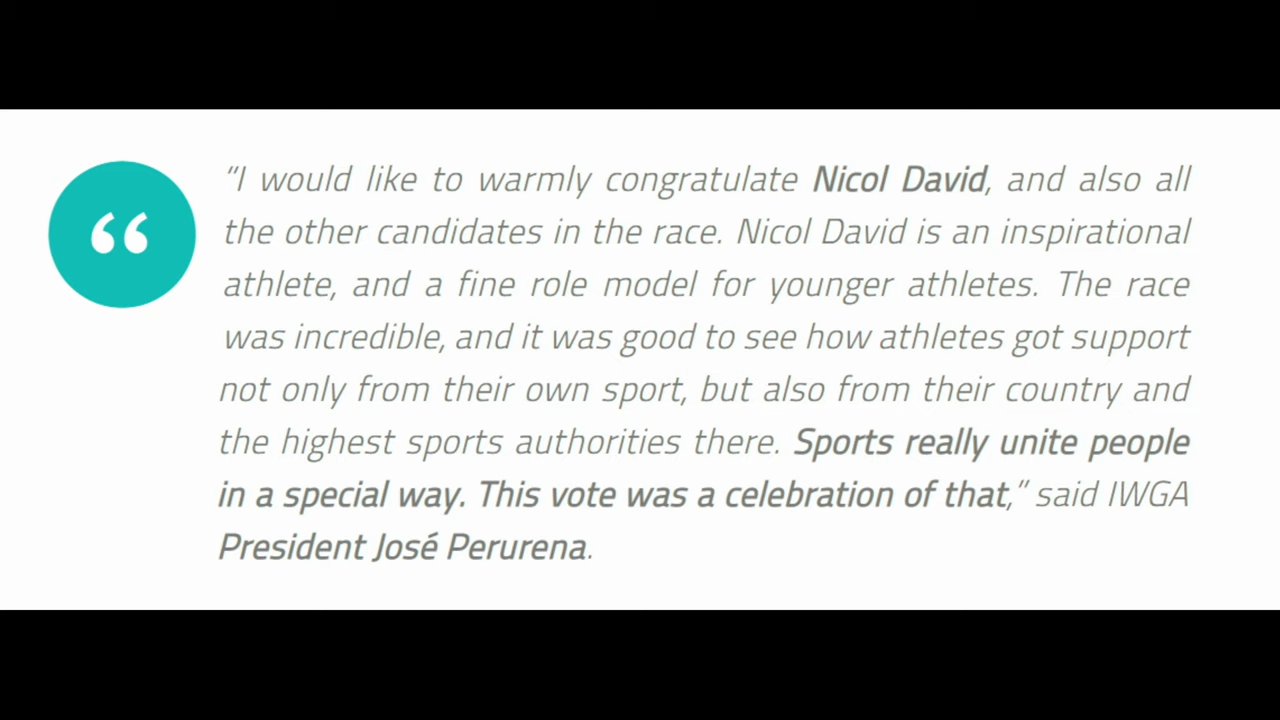 “I would like to warmly congratulate Nicol David, and also all
the other candidates in the race. Nicol David is an inspirational
athlete, and a fine role model for younger athletes. The race
was incredible, and it was good to see how athletes got support
not only from their own sport, but also from their country and
the highest sports authorities there. Sports really unite people
in a special way. This vote was a celebration of that,” said IWGA
President José Perurena.